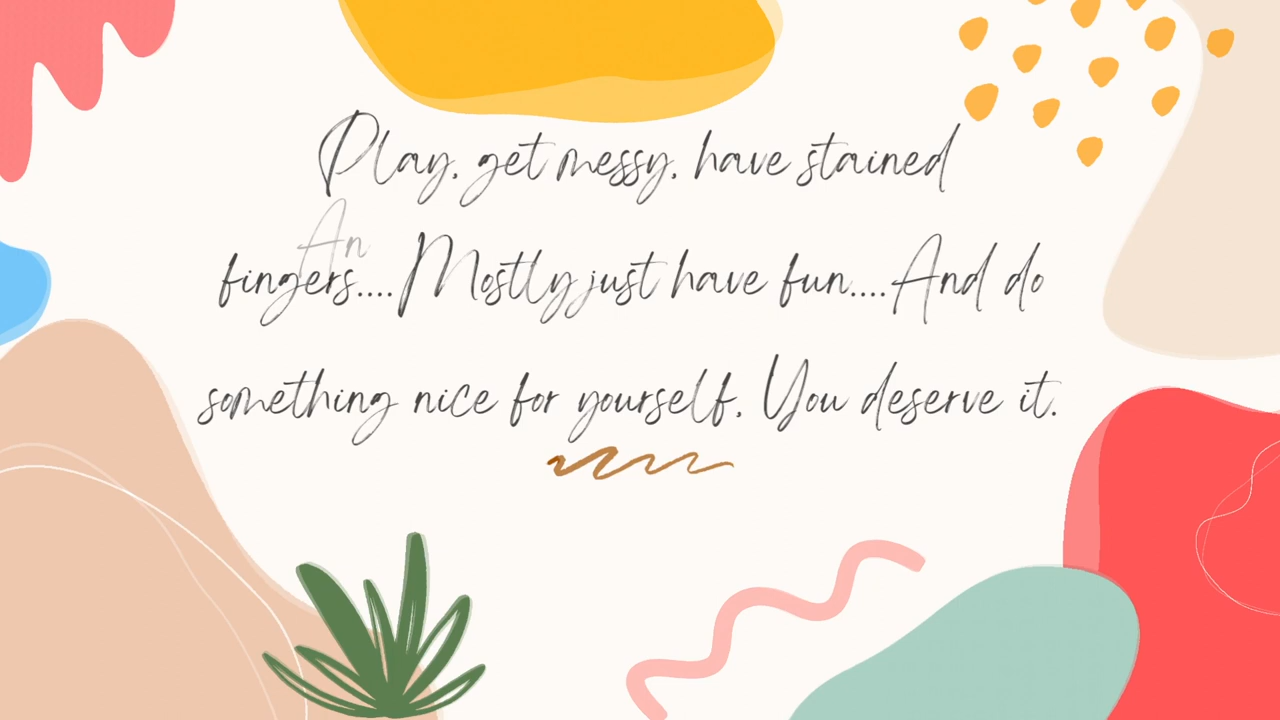 Play, get messy, have stained
An
fingers....Mostly just have fun....And do
something nice for yourself, You deserve it.